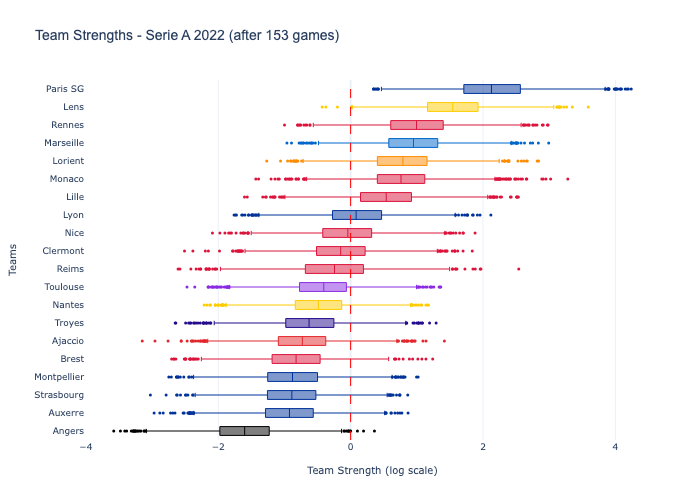 Team Strengths - Serie A 2022 (after 153 games)
Paris SG
Lens
Rennes
Marseille
Lorient
Monaco
Lille
Lyon
Nice
Clermont
Reims
Toulouse
Nantes
Troyes
Ajaccio
Brest
Montpellier
Strasbourg
Auxerre
Angers
Teams
−4 −2 0 2 4
Team Strength (log scale)